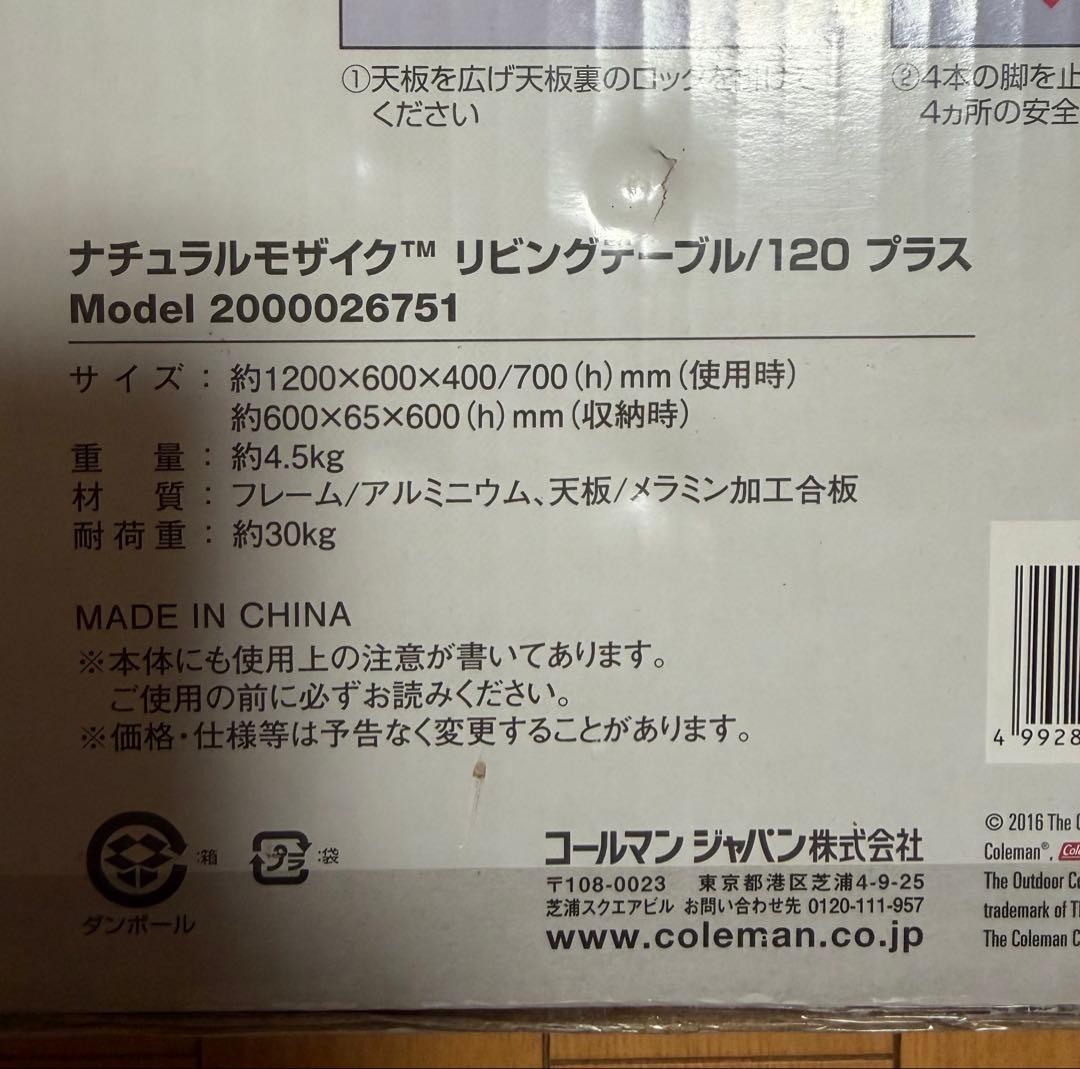 ①天板を広げ天板裏のロック
ください
②4本の脚を止
4ヵ所の安全
ナチュラルモザイク™ リビングテーブル/120 プラス
Model 2000026751
サイズ：約1200×600×400/700(h)mm(使用時)
約600×65×600(h)mm(収納時)
重量：約4.5kg
材質：フレーム/アルミニウム、天板/メラミン加工合板
耐荷重：約30kg
MADE IN CHINA
※本体にも使用上の注意が書いてあります。
ご使用の前に必ずお読みください。
※価格・仕様等は予告なく変更することがあります。
4 9928
ダンボール
:箱
プラ
:袋
コールマン ジャパン株式会社
〒108-0023 東京都港区芝浦4-9-25
芝浦スクエアビル お問い合わせ先 0120-111-957
www.coleman.co.jp
© 2016 The C
Coleman®, Cole
The Outdoor Co
trademark of Th
The Coleman C